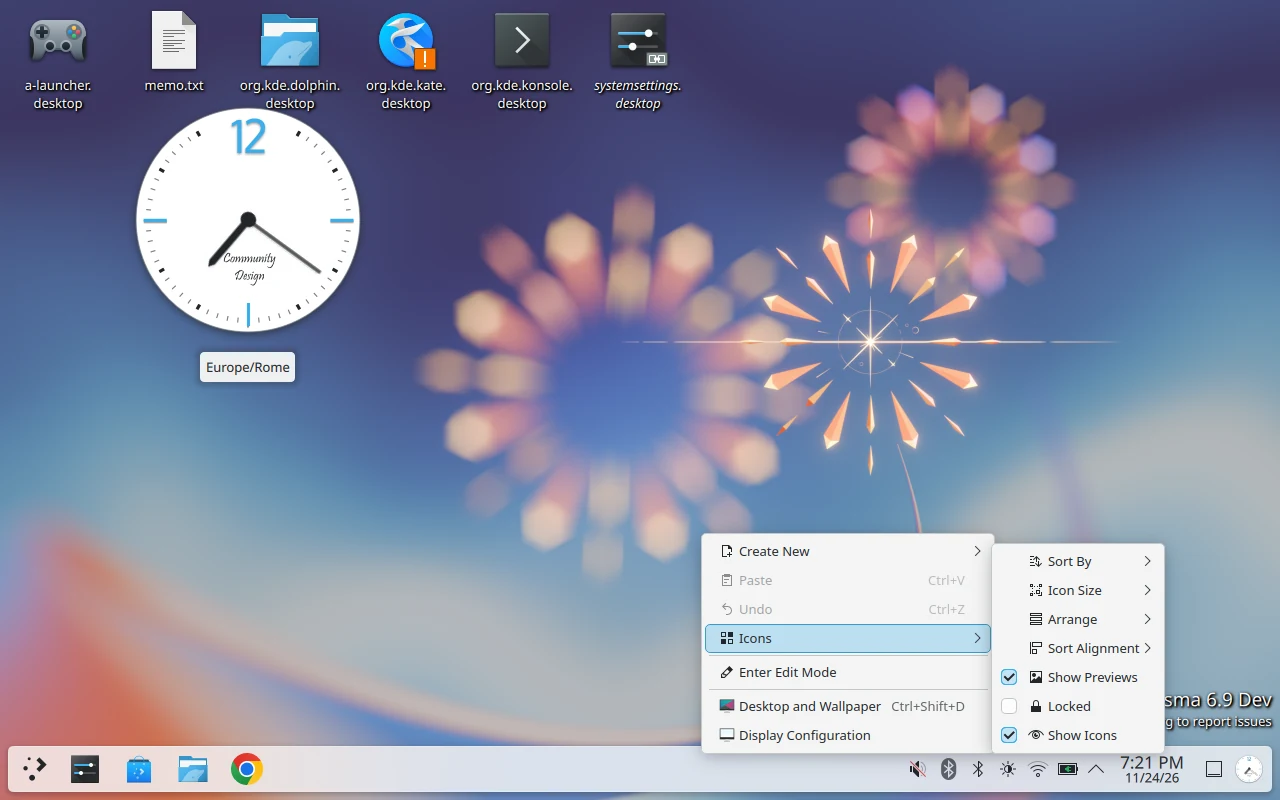 a-launcher.
desktop
memo.txt
org.kde.dolphin.
desktop
org.kde.kate.
desktop
org.kde.konsole.
desktop
systemsettings.
desktop
12
Community
Design
Europe/Rome
Create New
Paste Ctrl+V
Undo Ctrl+Z
Icons
Enter Edit Mode
Desktop and Wallpaper Ctrl+Shift+D
Display Configuration
Sort By
Icon Size
Arrange
Sort Alignment
Show Previews
Locked
Show Icons
sma 6.9 Dev
g to report issues
7:21 PM
11/24/26